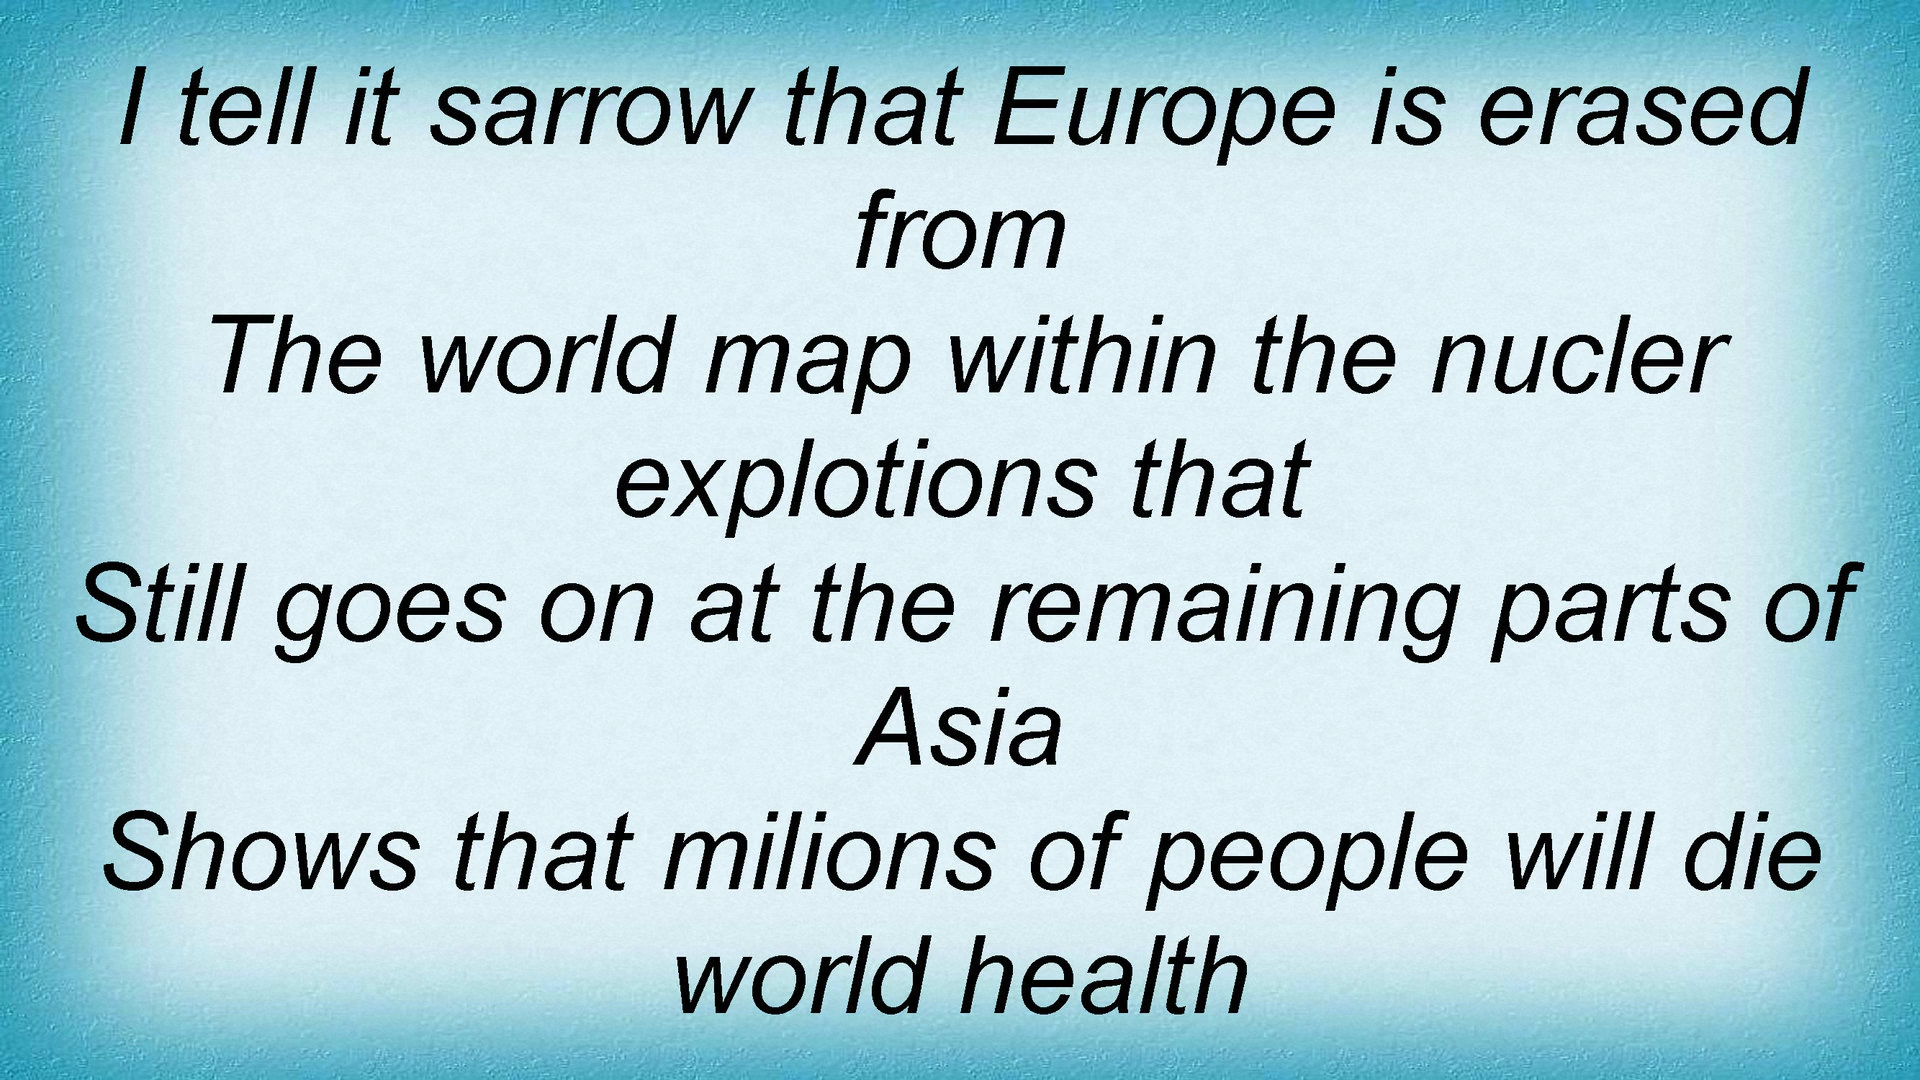 I tell it sarrow that Europe is erased
from
The world map within the nucler
explotions that
Still goes on at the remaining parts of
Asia
Shows that milions of people will die
world health